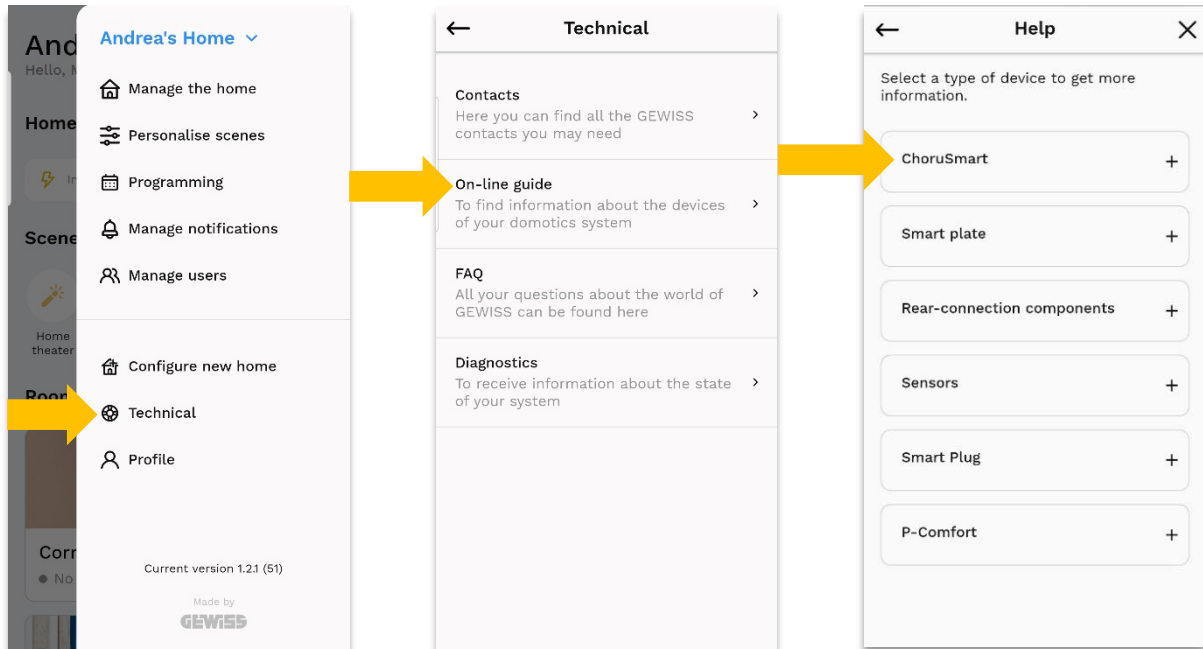 And
Hello, M
Home
In
Scene
Home
theater
Room
Corr
No
Andrea's Home
Manage the home
Personalise scenes
Programming
Manage notifications
Manage users
Configure new home
Technical
Profile
Current version 1.2.1 (51)
Made by
GEWISS
Technical
Contacts
Here you can find all the GEWISS
contacts you may need
On-line guide
To find information about the devices
of your domotics system
FAQ
All your questions about the world of
GEWISS can be found here
Diagnostics
To receive information about the state
of your system
Help
Select a type of device to get more
information.
ChoruSmart
Smart plate
Rear-connection components
Sensors
Smart Plug
P-Comfort